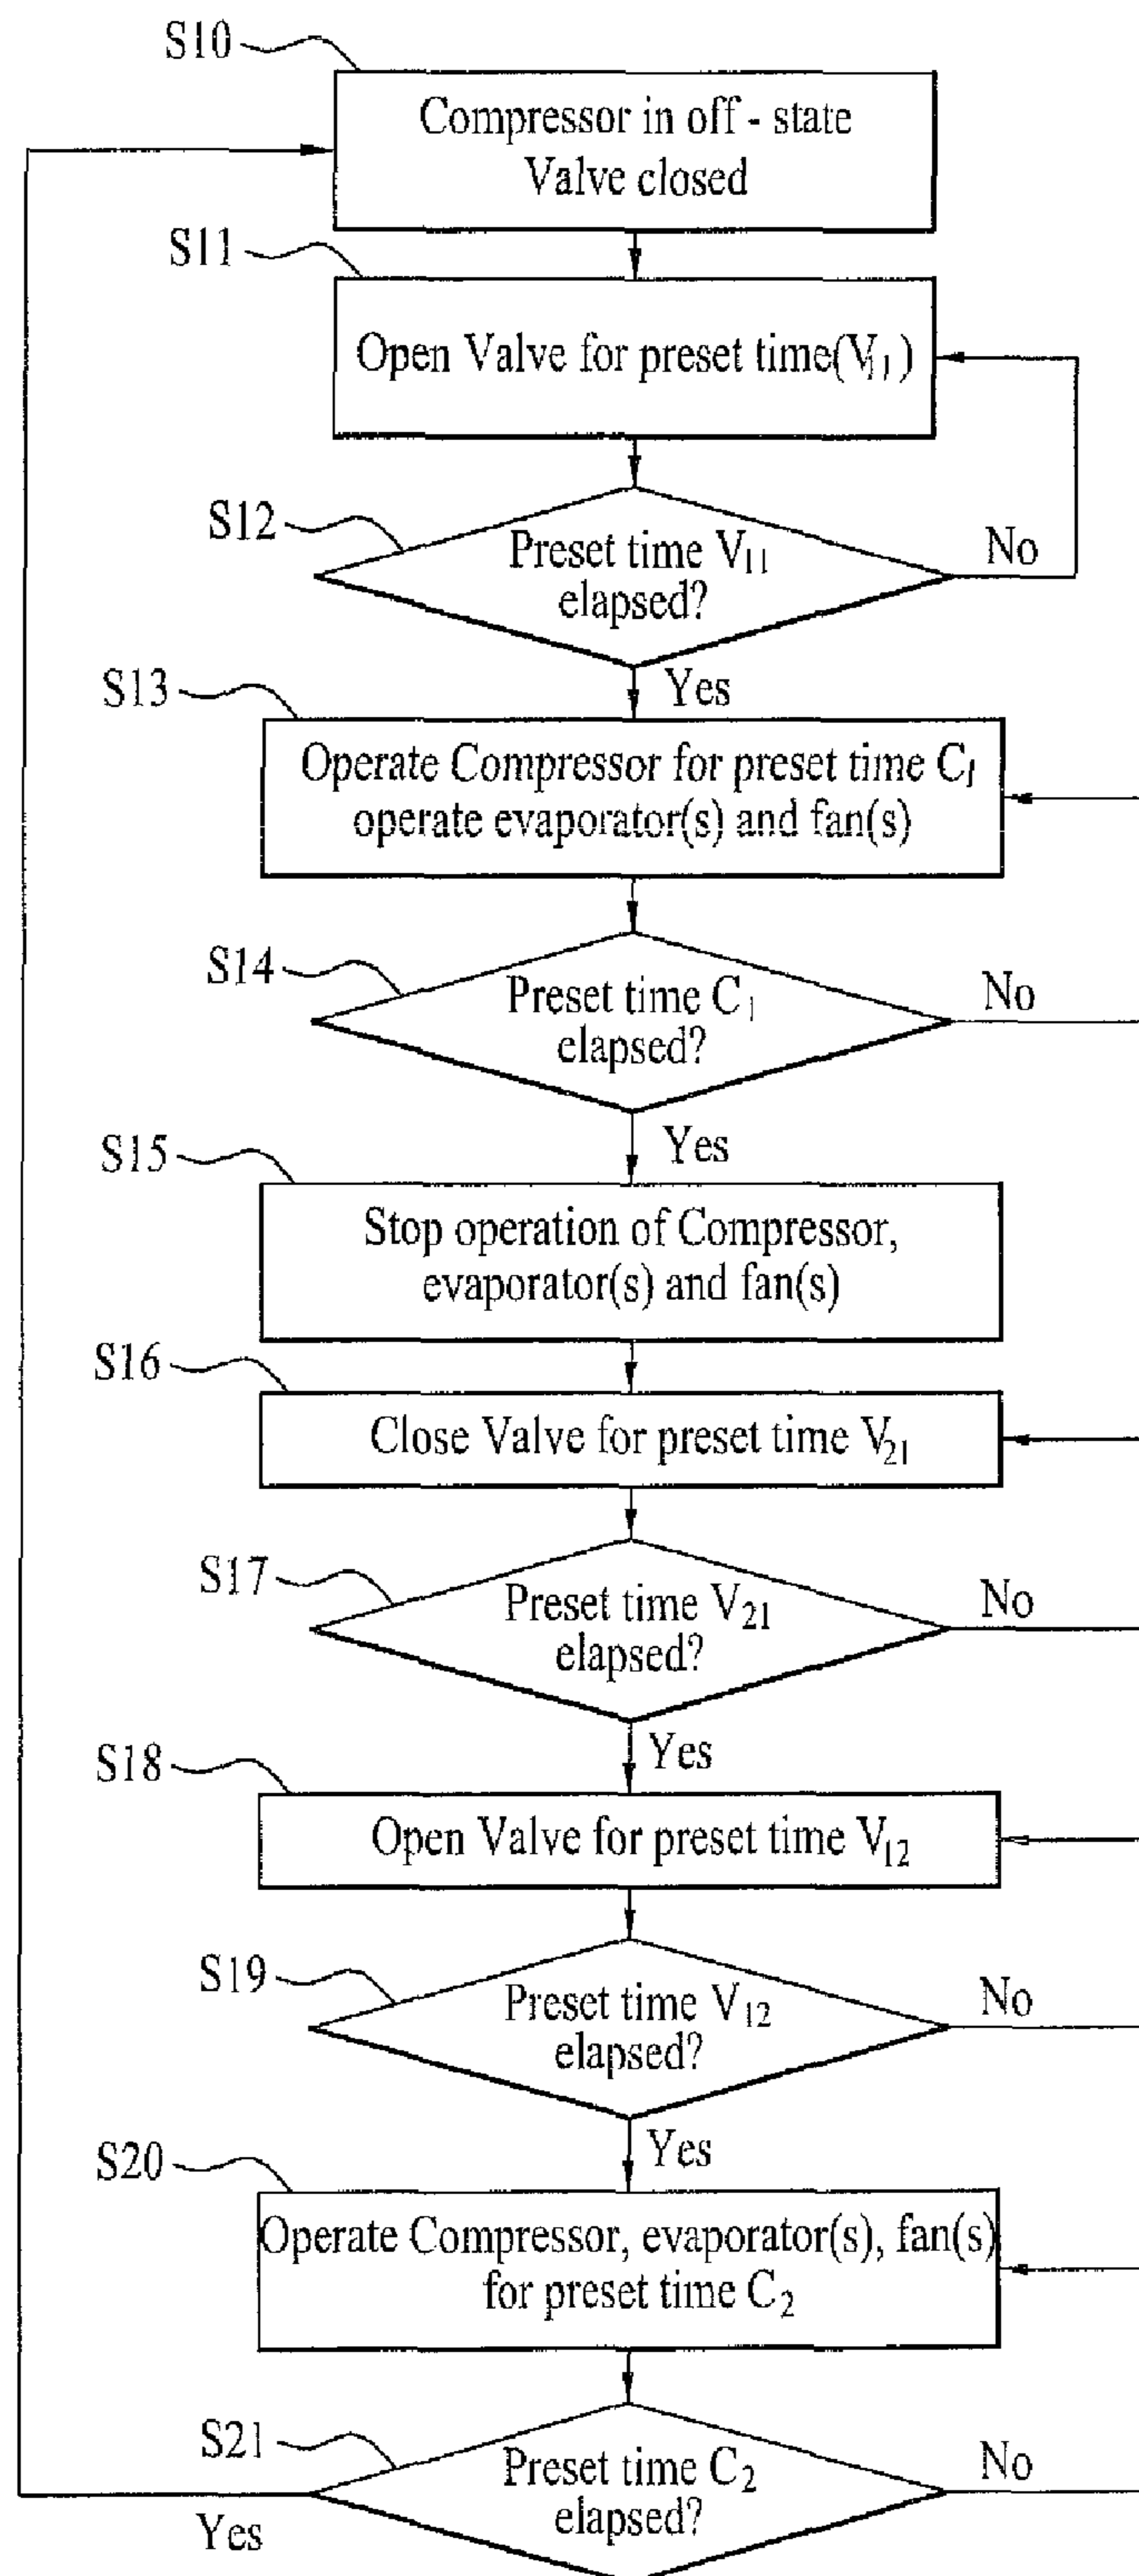 S10
Compressor in off - state
Valve closed
S11
Open Valve for preset time(V₁₁)
S12
Preset time V₁₁
elapsed?
No
Yes
S13
Operate Compressor for preset time C₁
operate evaporator(s) and fan(s)
S14
Preset time C₁
elapsed?
No
Yes
S15
Stop operation of Compressor,
evaporator(s) and fan(s)
S16
Close Valve for preset time V₂₁
S17
Preset time V₂₁
elapsed?
No
Yes
S18
Open Valve for preset time V₁₂
S19
Preset time V₁₂
elapsed?
No
Yes
S20
Operate Compressor, evaporator(s), fan(s)
for preset time C₂
S21
Preset time C₂
elapsed?
No
Yes